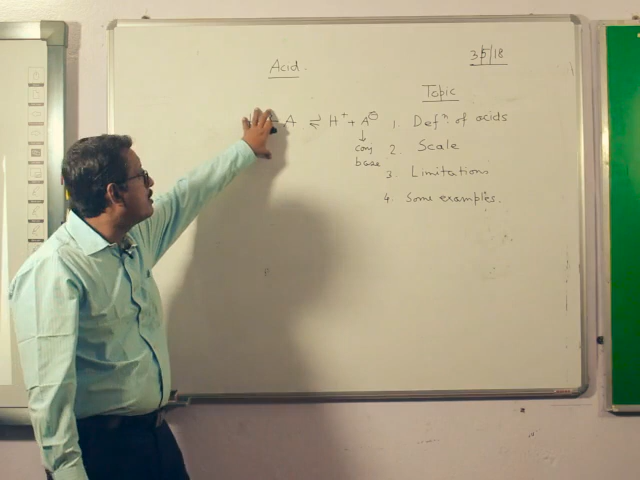 Acid
3/5/18
Topic
A ⇌ H⁺ + A⊖
conj
base
1. Defⁿ. of acids
2. Scale
3. Limitations
4. Some examples.